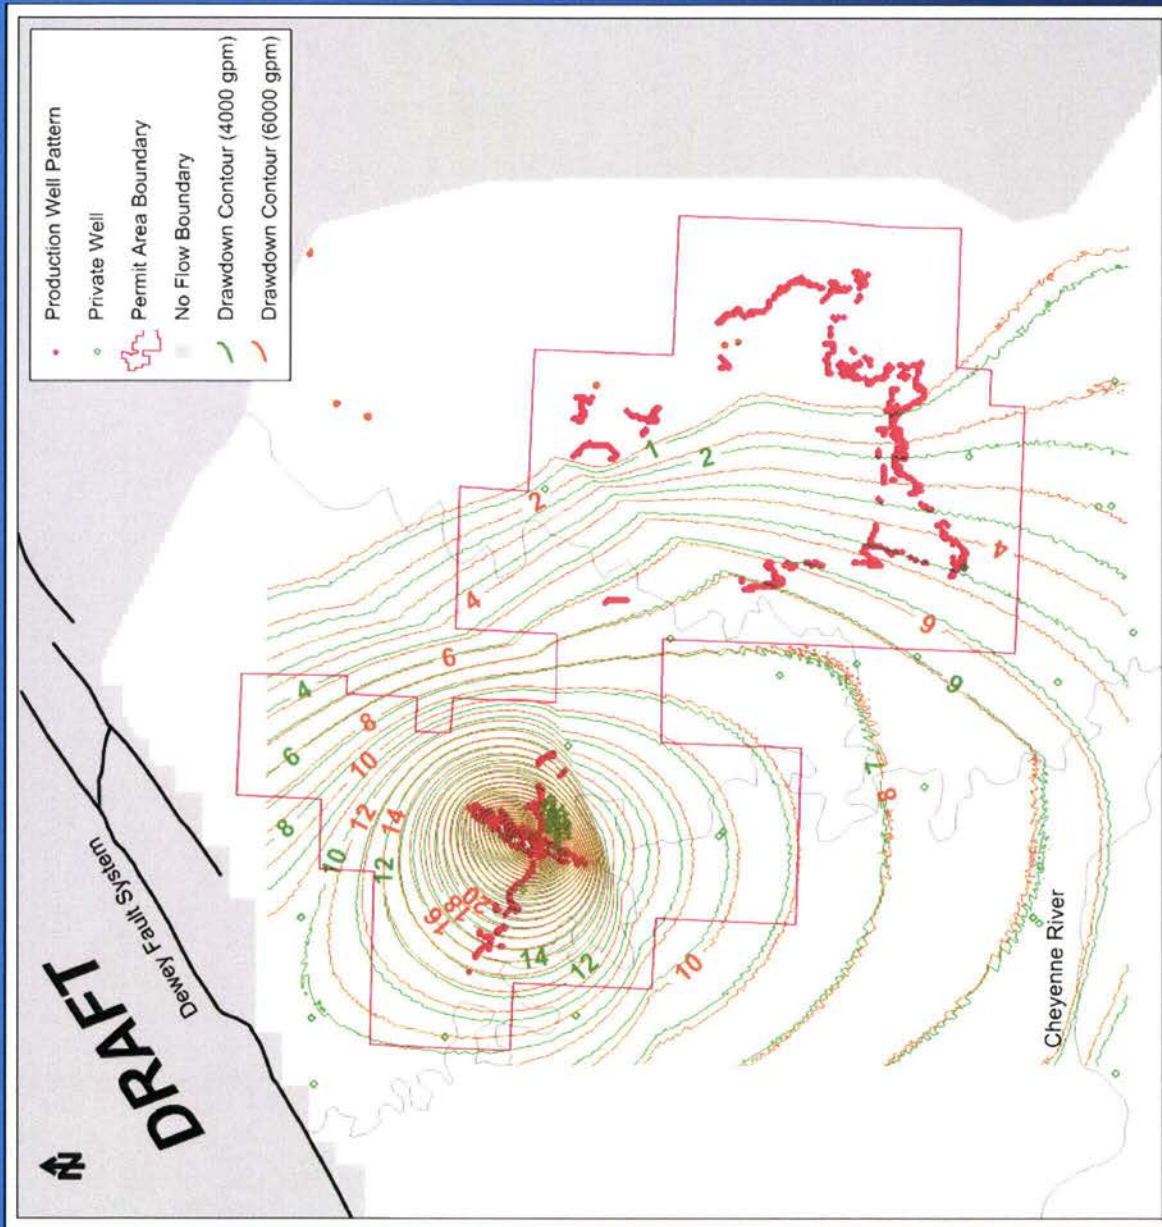 Production Well Pattern
Private Well
Permit Area Boundary
No Flow Boundary
Drawdown Contour (4000 gpm)
Drawdown Contour (6000 gpm)
DRAFT
Dewey Fault System
N
Cheyenne River
1
2
2
4
4
4
6
6
6
6
8
8
8
7
10
10
10
12
12
12
14
14
16
18
20